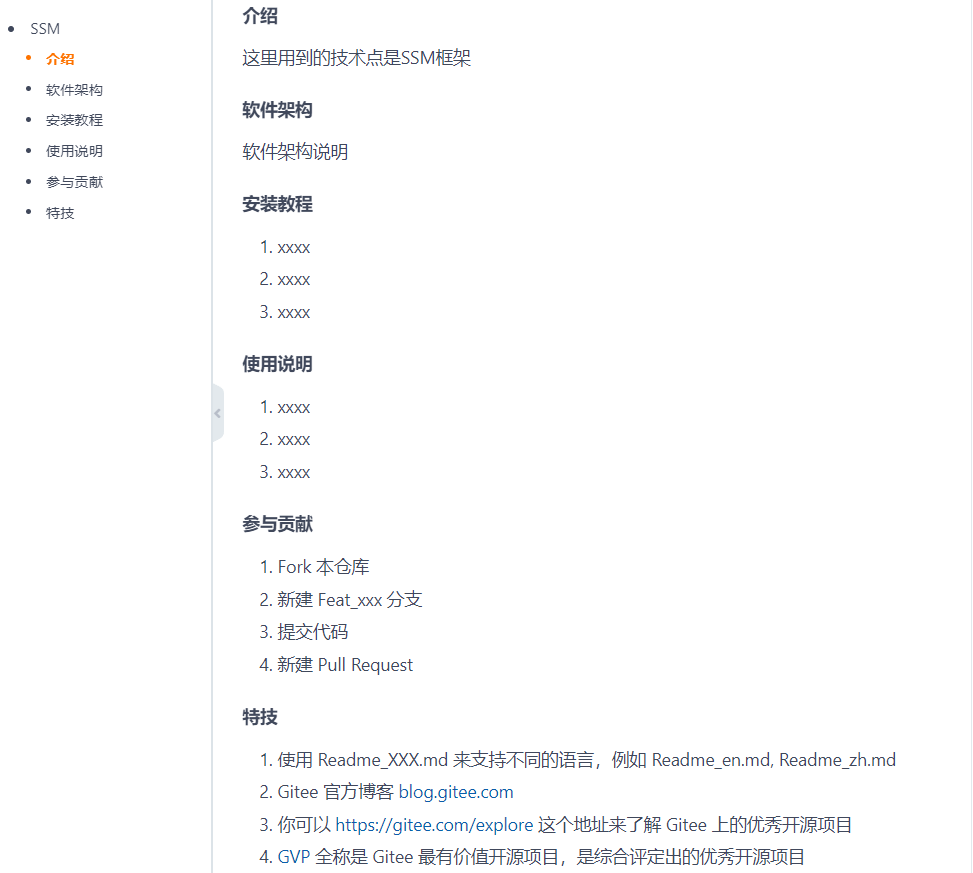 SSM
介绍
软件架构
安装教程
使用说明
参与贡献
特技
介绍
这里用到的技术点是SSM框架
软件架构
软件架构说明
安装教程
1. xxxx
2. xxxx
3. xxxx
使用说明
1. xxxx
2. xxxx
3. xxxx
参与贡献
1. Fork 本仓库
2. 新建 Feat_xxx 分支
3. 提交代码
4. 新建 Pull Request
特技
1. 使用 Readme_XXX.md 来支持不同的语言，例如 Readme_en.md, Readme_zh.md
2. Gitee 官方博客 blog.gitee.com
3. 你可以 https://gitee.com/explore 这个地址来了解 Gitee 上的优秀开源项目
4. GVP 全称是 Gitee 最有价值开源项目，是综合评定出的优秀开源项目